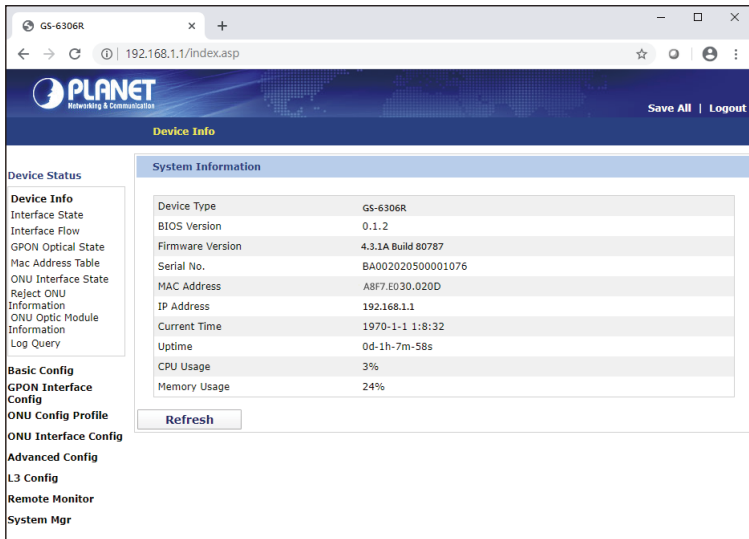 GS-6306R
192.168.1.1/index.asp
PLANET
Networking & Communication
Save All | Logout
Device Info
Device Status
Device Info
Interface State
Interface Flow
GPON Optical State
Mac Address Table
ONU Interface State
Reject ONU
Information
ONU Optic Module
Information
Log Query
Basic Config
GPON Interface
Config
ONU Config Profile
ONU Interface Config
Advanced Config
L3 Config
Remote Monitor
System Mgr
System Information
Device Type GS-6306R
BIOS Version 0.1.2
Firmware Version 4.3.1A Build 80787
Serial No. BA002020500001076
MAC Address A8F7.E030.020D
IP Address 192.168.1.1
Current Time 1970-1-1 1:8:32
Uptime 0d-1h-7m-58s
CPU Usage 3%
Memory Usage 24%
Refresh